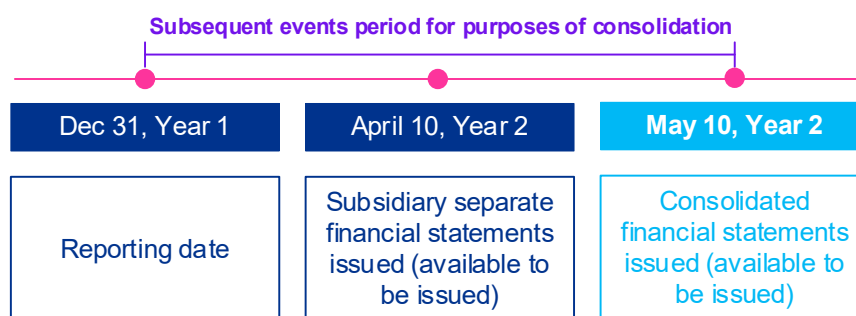 Subsequent events period for purposes of consolidation
Dec 31, Year 1
April 10, Year 2
May 10, Year 2
Reporting date
Subsidiary separate
financial statements
issued (available to
be issued)
Consolidated
financial statements
issued (available to
be issued)